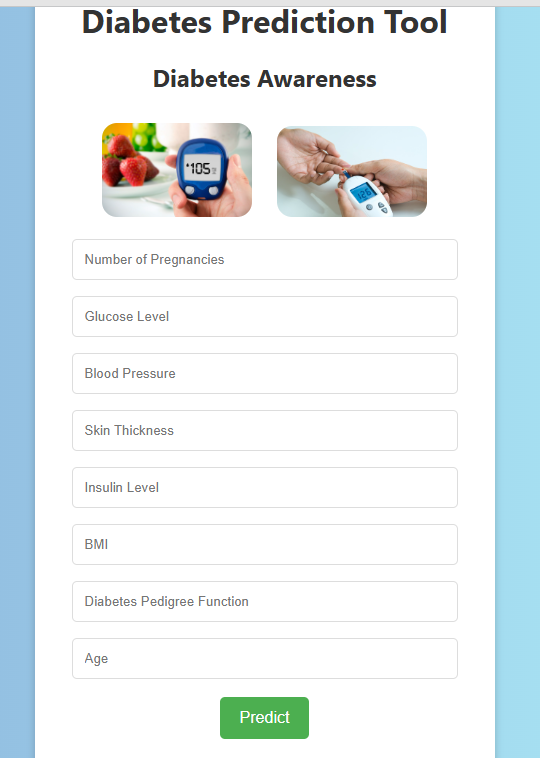 Diabetes Prediction Tool
Diabetes Awareness
105
126
Number of Pregnancies
Glucose Level
Blood Pressure
Skin Thickness
Insulin Level
BMI
Diabetes Pedigree Function
Age
Predict